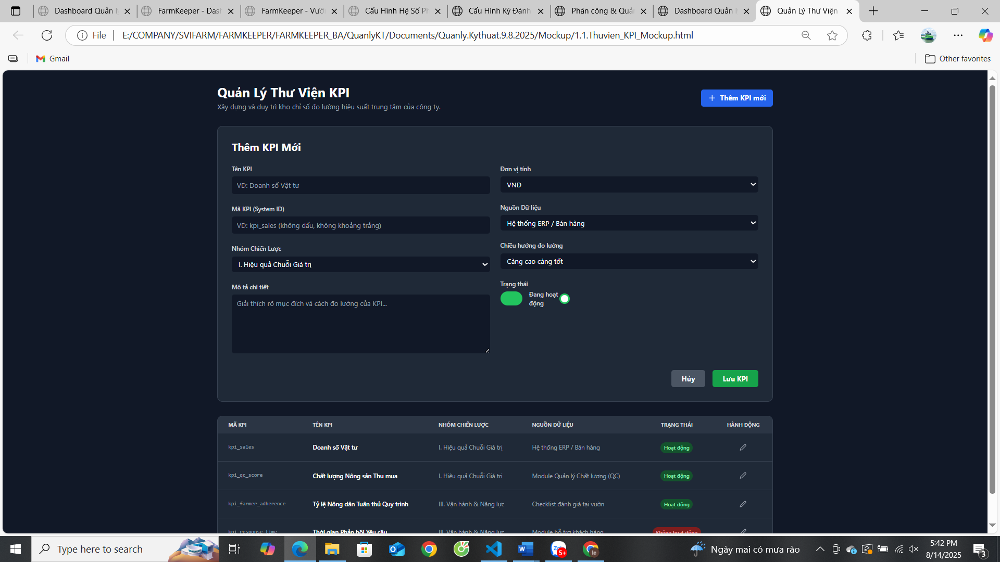 Dashboard Quản l
FarmKeeper - Dash
FarmKeeper - Vườn
Cấu Hình Hệ Số Ph
Cấu Hình Kỳ Đánh
Phân công & Quản
Dashboard Quản l
Quản Lý Thư Viện
File
E:/COMPANY/SVIFARM/FARMKEEPER/FARMKEEPER_BA/QuanlyKT/Documents/Quanly.Kythuat.9.8.2025/Mockup/1.1.Thuvien_KPI_Mockup.html
Gmail
Other favorites
Quản Lý Thư Viện KPI
Xây dựng và duy trì kho chỉ số đo lường hiệu suất trung tâm của công ty.
Thêm KPI mới
Thêm KPI Mới
Tên KPI
VD: Doanh số Vật tư
Đơn vị tính
VNĐ
Mã KPI (System ID)
VD: kpi_sales (không dấu, không khoảng trắng)
Nguồn Dữ liệu
Hệ thống ERP / Bán hàng
Nhóm Chiến Lược
I. Hiệu quả Chuỗi Giá trị
Chiều hướng đo lường
Càng cao càng tốt
Mô tả chi tiết
Giải thích rõ mục đích và cách đo lường của KPI...
Trạng thái
Đang hoạt
động
Hủy
Lưu KPI
MÃ KPI TÊN KPI NHÓM CHIẾN LƯỢC NGUỒN DỮ LIỆU TRẠNG THÁI HÀNH ĐỘNG
kpi_sales Doanh số Vật tư I. Hiệu quả Chuỗi Giá trị Hệ thống ERP / Bán hàng Hoạt động
kpi_qc_score Chất lượng Nông sản Thu mua I. Hiệu quả Chuỗi Giá trị Module Quản lý Chất lượng (QC) Hoạt động
kpi_farmer_adherence Tỷ lệ Nông dân Tuân thủ Quy trình III. Vận hành & Năng lực Checklist đánh giá tại vườn Hoạt động
kpi_response_time Thời gian Phản hồi Yêu cầu III. Vận hành & Năng lực Module hỗ trợ khách hàng Không hoạt động
Type here to search
5+
Ngày mai có mưa rào
5:42 PM
8/14/2025
3